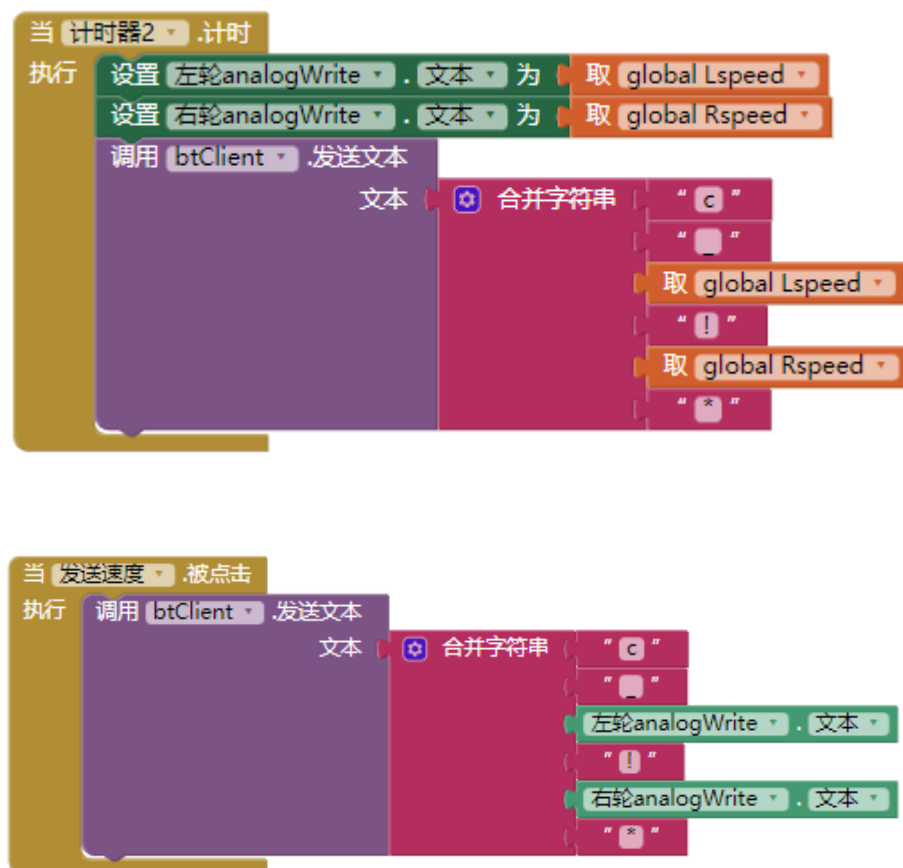 当 计时器2 .计时
执行 设置 左轮analogWrite . 文本 为 取 global Lspeed
设置 右轮analogWrite . 文本 为 取 global Rspeed
调用 btClient .发送文本
文本 合并字符串 " c "
" _ "
取 global Lspeed
" ! "
取 global Rspeed
" * "
当 发送速度 .被点击
执行 调用 btClient .发送文本
文本 合并字符串 " c "
" _ "
左轮analogWrite . 文本
" ! "
右轮analogWrite . 文本
" * "